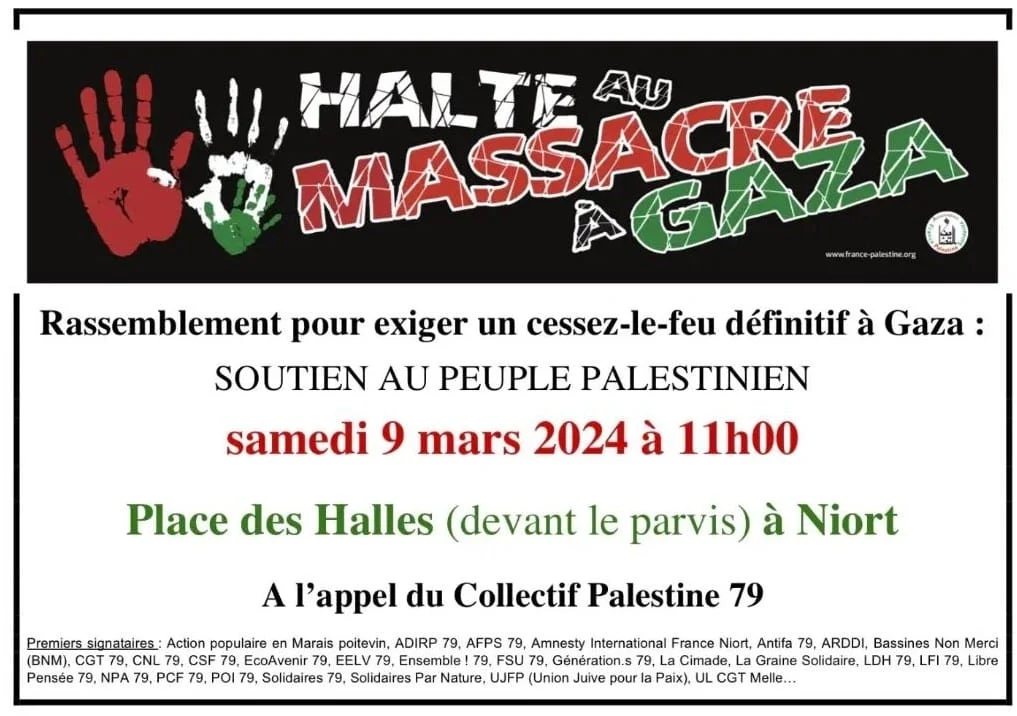 HALTE AU
MASSACRE
À GAZA
www.france-palestine.org
Palestine
Rassemblement pour exiger un cessez-le-feu définitif à Gaza :
SOUTIEN AU PEUPLE PALESTINIEN
samedi 9 mars 2024 à 11h00
Place des Halles (devant le parvis) à Niort
A l’appel du Collectif Palestine 79
Premiers signataires : Action populaire en Marais poitevin, ADIRP 79, AFPS 79, Amnesty International France Niort, Antifa 79, ARDDI, Bassines Non Merci
(BNM), CGT 79, CNL 79, CSF 79, EcoAvenir 79, EELV 79, Ensemble ! 79, FSU 79, Génération.s 79, La Cimade, La Graine Solidaire, LDH 79, LFI 79, Libre
Pensée 79, NPA 79, PCF 79, POI 79, Solidaires 79, Solidaires Par Nature, UJFP (Union Juive pour la Paix), UL CGT Melle…